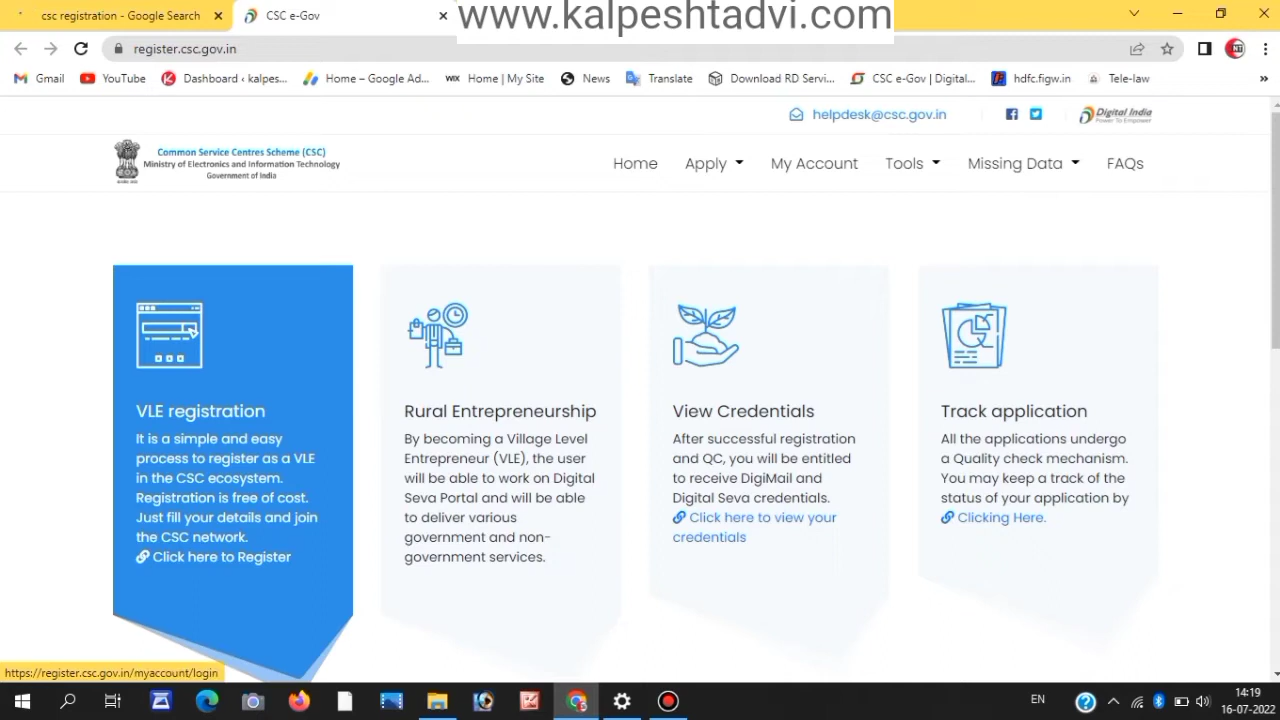 www.kalpeshtadvi.com
csc registration - Google Search
CSC e-Gov
register.csc.gov.in
Gmail
YouTube
Dashboard ‹ kalpes...
Home – Google Ad...
WIX
Home | My Site
News
Translate
Download RD Servi...
CSC e-Gov | Digital...
hdfc.figw.in
Tele-law
»
helpdesk@csc.gov.in
Digital India
Power To Empower
Common Service Centres Scheme (CSC)
Ministry of Electronics and Information Technology
Government of India
Home
Apply
My Account
Tools
Missing Data
FAQs
VLE registration
It is a simple and easy
process to register as a VLE
in the CSC ecosystem.
Registration is free of cost.
Just fill your details and join
the CSC network.
Click here to Register
Rural Entrepreneurship
By becoming a Village Level
Entrepreneur (VLE), the user
will be able to work on Digital
Seva Portal and will be able
to deliver various
government and non-
government services.
View Credentials
After successful registration
and QC, you will be entitled
to receive DigiMail and
Digital Seva credentials.
Click here to view your
credentials
Track application
All the applications undergo
a Quality check mechanism.
You may keep a track of the
status of your application by
Clicking Here.
https://register.csc.gov.in/myaccount/login
EN
14:19
16-07-2022